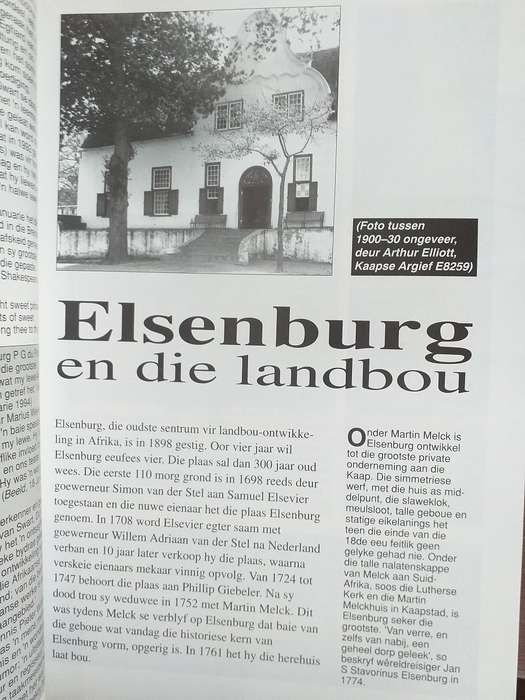 (Foto tussen
1900–30 ongeveer,
deur Arthur Elliott,
Kaapse Argief E8259)
Elsenburg
en die landbou
Elsenburg, die oudste sentrum vir landbou-ontwikke-
ling in Afrika, is in 1898 gestig. Oor vier jaar wil
Elsenburg eeufees vier. Die plaas sal dan 300 jaar oud
wees. Die eerste 110 morg grond is in 1698 reeds deur
goewerneur Simon van der Stel aan Samuel Elsevier
toegestaan en die nuwe eienaar het die plaas Elsenburg
genoem. In 1708 word Elsevier egter saam met
goewerneur Willem Adriaan van der Stel na Nederland
verban en 10 jaar later verkoop hy die plaas, waarna
verskeie eienaars mekaar vinnig opvolg. Van 1724 tot
1747 behoort die plaas aan Phillip Giebeler. Na sy
dood trou sy weduwee in 1752 met Martin Melck. Dit
was tydens Melck se verblyf op Elsenburg dat baie van
die geboue wat vandag die historiese kern van
Elsenburg vorm, opgerig is. In 1761 het hy die herehuis
laat bou.
Onder Martin Melck is
Elsenburg ontwikkel
tot die grootste private
onderneming aan die
Kaap. Die simmetriese
werf, met die huis as mid-
delpunt, die slaweklok,
meulsloot, talle geboue en
statige eikelanings het
teen die einde van die
18de eeu feitlik geen
gelyke gehad nie. Onder
die talle nalatenskappe
van Melck aan Suid-
Afrika, soos die Lutherse
Kerk en die Martin
Melckhuis in Kaapstad, is
Elsenburg seker die
grootste. 'Van verre, en
zelfs van nabij, een
geheel dorp geleek', so
beskryf wêreldreisiger Jan
S Stavorinus Elsenburg in
1774.